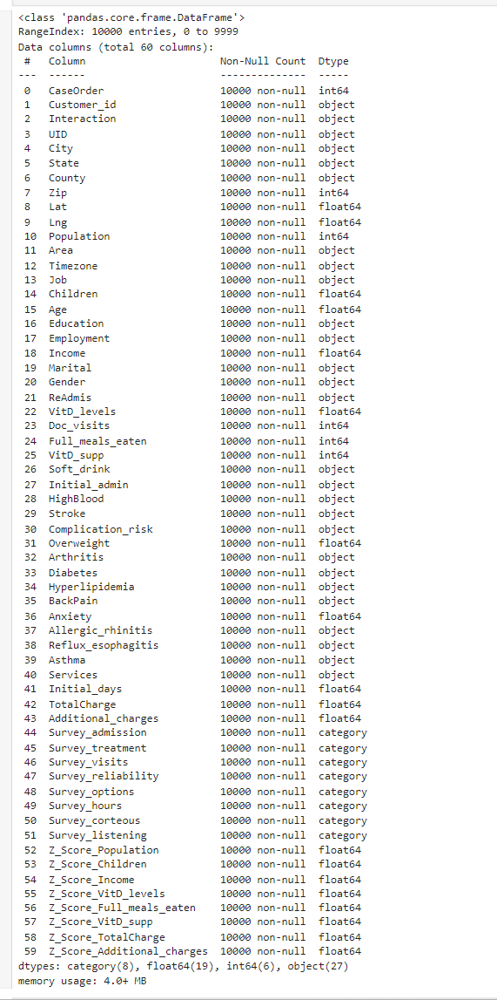 <class 'pandas.core.frame.DataFrame'>
RangeIndex: 10000 entries, 0 to 9999
Data columns (total 60 columns):
 #   Column                     Non-Null Count  Dtype
---  ------                     --------------  -----
 0   CaseOrder                  10000 non-null  int64
 1   Customer_id                10000 non-null  object
 2   Interaction                10000 non-null  object
 3   UID                        10000 non-null  object
 4   City                       10000 non-null  object
 5   State                      10000 non-null  object
 6   County                     10000 non-null  object
 7   Zip                        10000 non-null  int64
 8   Lat                        10000 non-null  float64
 9   Lng                        10000 non-null  float64
 10  Population                 10000 non-null  int64
 11  Area                       10000 non-null  object
 12  Timezone                   10000 non-null  object
 13  Job                        10000 non-null  object
 14  Children                   10000 non-null  float64
 15  Age                        10000 non-null  float64
 16  Education                  10000 non-null  object
 17  Employment                 10000 non-null  object
 18  Income                     10000 non-null  float64
 19  Marital                    10000 non-null  object
 20  Gender                     10000 non-null  object
 21  ReAdmis                    10000 non-null  object
 22  VitD_levels                10000 non-null  float64
 23  Doc_visits                 10000 non-null  int64
 24  Full_meals_eaten           10000 non-null  int64
 25  VitD_supp                  10000 non-null  int64
 26  Soft_drink                 10000 non-null  object
 27  Initial_admin              10000 non-null  object
 28  HighBlood                  10000 non-null  object
 29  Stroke                     10000 non-null  object
 30  Complication_risk          10000 non-null  object
 31  Overweight                 10000 non-null  float64
 32  Arthritis                  10000 non-null  object
 33  Diabetes                   10000 non-null  object
 34  Hyperlipidemia             10000 non-null  object
 35  BackPain                   10000 non-null  object
 36  Anxiety                    10000 non-null  float64
 37  Allergic_rhinitis          10000 non-null  object
 38  Reflux_esophagitis         10000 non-null  object
 39  Asthma                     10000 non-null  object
 40  Services                   10000 non-null  object
 41  Initial_days               10000 non-null  float64
 42  TotalCharge                10000 non-null  float64
 43  Additional_charges         10000 non-null  float64
 44  Survey_admission           10000 non-null  category
 45  Survey_treatment           10000 non-null  category
 46  Survey_visits              10000 non-null  category
 47  Survey_reliability         10000 non-null  category
 48  Survey_options             10000 non-null  category
 49  Survey_hours               10000 non-null  category
 50  Survey_corteous            10000 non-null  category
 51  Survey_listening           10000 non-null  category
 52  Z_Score_Population         10000 non-null  float64
 53  Z_Score_Children           10000 non-null  float64
 54  Z_Score_Income             10000 non-null  float64
 55  Z_Score_VitD_levels        10000 non-null  float64
 56  Z_Score_Full_meals_eaten   10000 non-null  float64
 57  Z_Score_VitD_supp          10000 non-null  float64
 58  Z_Score_TotalCharge        10000 non-null  float64
 59  Z_Score_Additional_charges 10000 non-null  float64
dtypes: category(8), float64(19), int64(6), object(27)
memory usage: 4.0+ MB